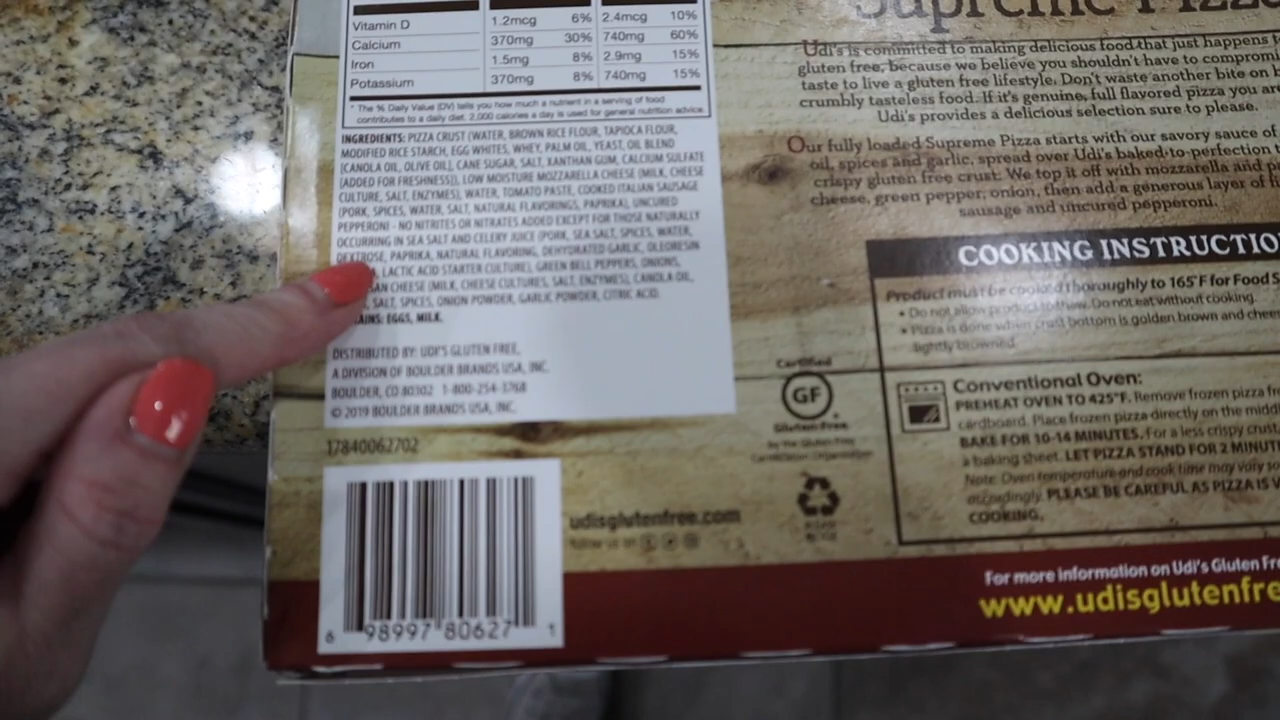 Supreme Pizza
Vitamin D 1.2mcg 6% 2.4mcg 10%
Calcium 370mg 30% 740mg 60%
Iron 1.5mg 8% 2.9mg 15%
Potassium 370mg 8% 740mg 15%
* The % Daily Value (DV) tells you how much a nutrient in a serving of food
contributes to a daily diet. 2,000 calories a day is used for general nutrition advice.
INGREDIENTS: PIZZA CRUST (WATER, BROWN RICE FLOUR, TAPIOCA FLOUR,
MODIFIED RICE STARCH, EGG WHITES, WHEY, PALM OIL, YEAST, OIL BLEND
[CANOLA OIL, OLIVE OIL], CANE SUGAR, SALT, XANTHAN GUM, CALCIUM SULFATE
[ADDED FOR FRESHNESS]), LOW MOISTURE MOZZARELLA CHEESE (MILK, CHEESE
CULTURE, SALT, ENZYMES), WATER, TOMATO PASTE, COOKED ITALIAN SAUSAGE
(PORK, SPICES, WATER, SALT, NATURAL FLAVORINGS, PAPRIKA), UNCURED
PEPPERONI - NO NITRITES OR NITRATES ADDED EXCEPT FOR THOSE NATURALLY
OCCURRING IN SEA SALT AND CELERY JUICE (PORK, SEA SALT, SPICES, WATER,
DEXTROSE, PAPRIKA, NATURAL FLAVORING, DEHYDRATED GARLIC, OLEORESIN
LACTIC ACID STARTER CULTURE), GREEN BELL PEPPERS, ONIONS,
AN CHEESE (MILK, CHEESE CULTURES, SALT, ENZYMES), CANOLA OIL,
SALT, SPICES, ONION POWDER, GARLIC POWDER, CITRIC ACID.
AINS: EGGS, MILK.
DISTRIBUTED BY: UDI'S GLUTEN FREE,
A DIVISION OF BOULDER BRANDS USA, INC.
BOULDER, CO 80302 1-800-254-3768
© 2019 BOULDER BRANDS USA, INC.
17840062702
6 98997 80627 1
udisglutenfree.com
follow us on
Udi's is committed to making delicious food that just happens t
gluten free, because we believe you shouldn't have to compromi
taste to live a gluten free lifestyle. Don't waste another bite on b
crumbly tasteless food. If it's genuine, full flavored pizza you are
Udi's provides a delicious selection sure to please.
Our fully loaded Supreme Pizza starts with our savory sauce of
oil, spices and garlic, spread over Udi's baked-to-perfection t
crispy gluten free crust. We top it off with mozzarella and p
cheese, green pepper, onion, then add a generous layer of it
sausage and uncured pepperoni.
COOKING INSTRUCTIO
Product must be cooked thoroughly to 165°F for Food S
• Do not allow product to thaw. Do not eat without cooking.
• Pizza is done when crust bottom is golden brown and chee
lightly browned.
Conventional Oven:
PREHEAT OVEN TO 425°F. Remove frozen pizza fr
cardboard. Place frozen pizza directly on the midd
BAKE FOR 10-14 MINUTES. For a less crispy crust,
a baking sheet. LET PIZZA STAND FOR 2 MINUT
Note: Oven temperature and cook time may vary so
accordingly. PLEASE BE CAREFUL AS PIZZA IS V
COOKING.
Certified
GF
Gluten-Free
by the Gluten-Free
Certification Organization
For more information on Udi's Gluten Fre
www.udisglutenfre